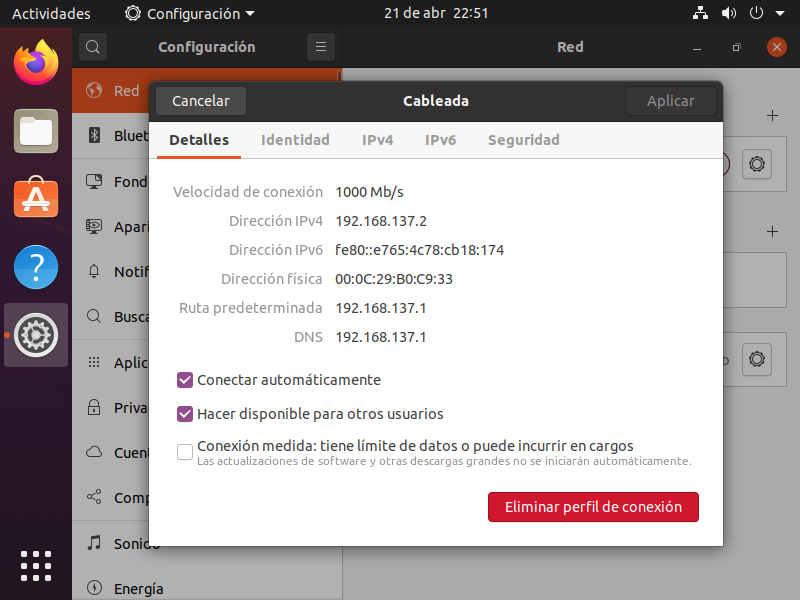 Actividades Configuración 21 de abr 22:51
Configuración Red
Red
Bluet
Fond
Apari
Notif
Busca
Aplic
Priva
Cuent
Comp
Sonido
Energía
Cancelar Cableada Aplicar
Detalles Identidad IPv4 IPv6 Seguridad
Velocidad de conexión 1000 Mb/s
Dirección IPv4 192.168.137.2
Dirección IPv6 fe80::e765:4c78:cb18:174
Dirección física 00:0C:29:B0:C9:33
Ruta predeterminada 192.168.137.1
DNS 192.168.137.1
Conectar automáticamente
Hacer disponible para otros usuarios
Conexión medida: tiene límite de datos o puede incurrir en cargos
Las actualizaciones de software y otras descargas grandes no se iniciarán automáticamente.
Eliminar perfil de conexión